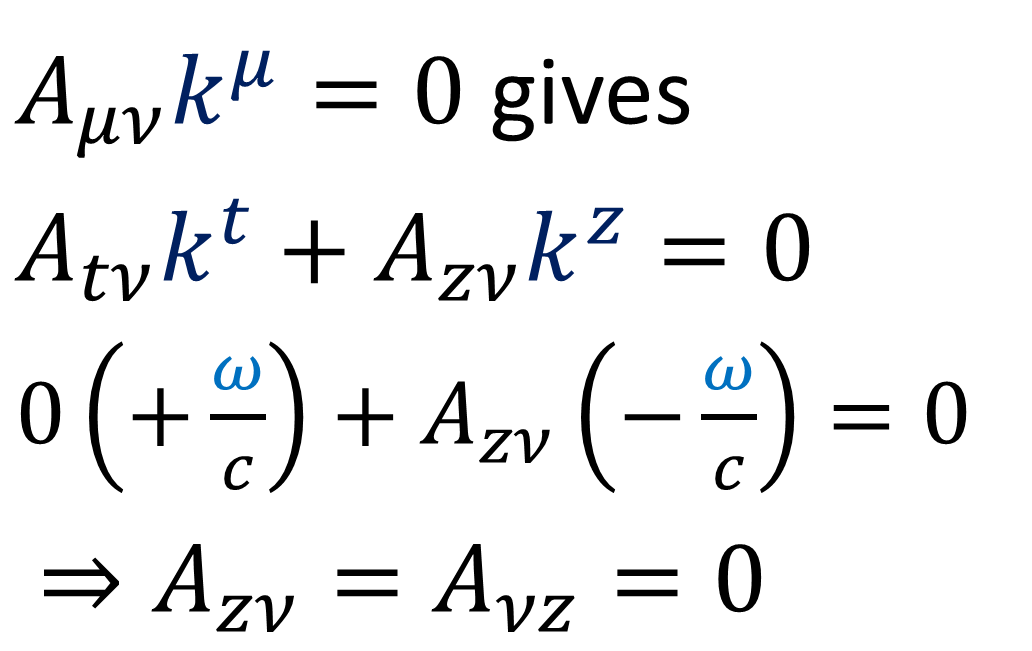 A_{μν}k^μ = 0 gives
A_{tν}k^t + A_{zν}k^z = 0
0(+ω/c) + A_{zν}(−ω/c) = 0
⇒ A_{zν} = A_{νz} = 0